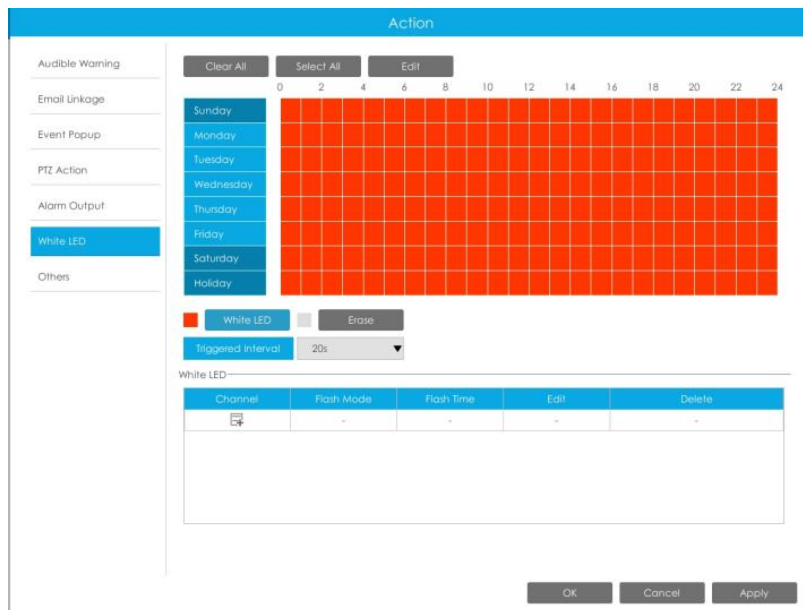 Action
Audible Warning
Email Linkage
Event Popup
PTZ Action
Alarm Output
White LED
Others
Clear All Select All Edit
0 2 4 6 8 10 12 14 16 18 20 22 24
Sunday
Monday
Tuesday
Wednesday
Thursday
Friday
Saturday
Holiday
White LED Erase
Triggered Interval 20s
White LED
Channel Flash Mode Flash Time Edit Delete
- - - -
OK Cancel Apply